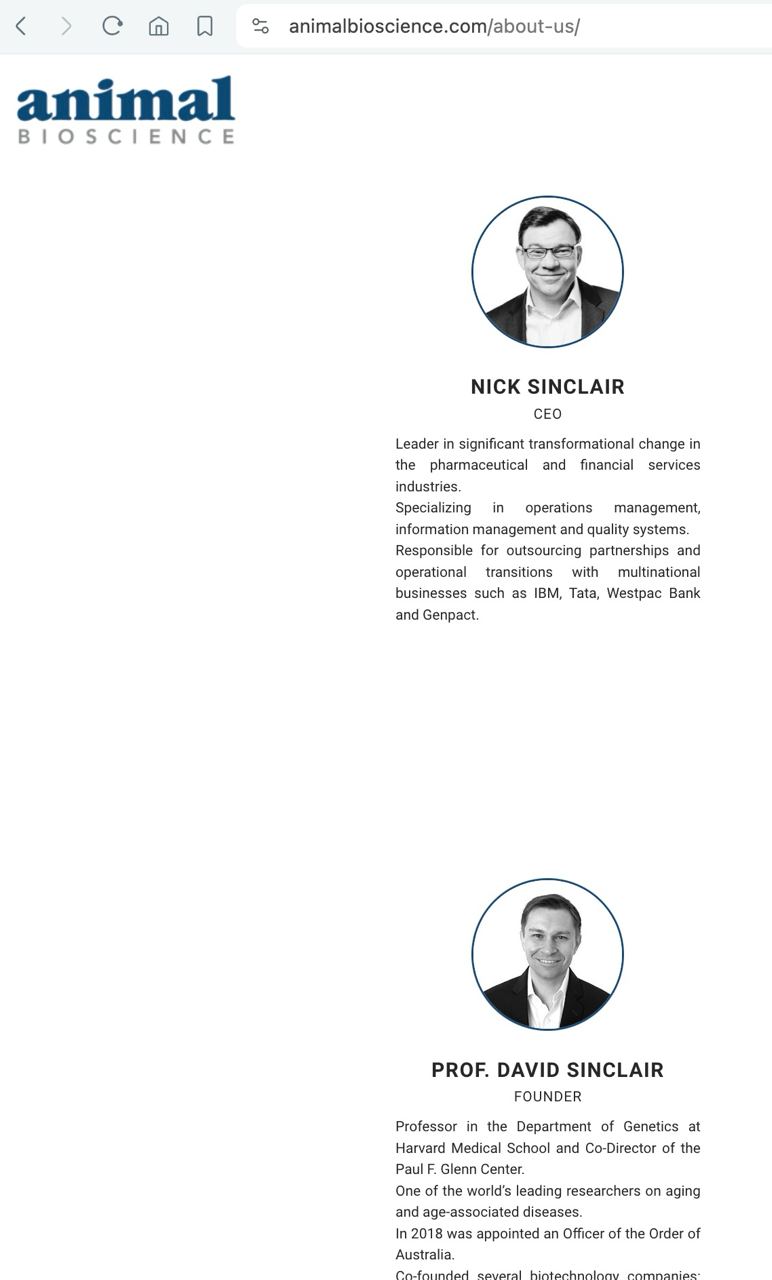 animalbioscience.com/about-us/
animal
BIOSCIENCE
NICK SINCLAIR
CEO
Leader in significant transformational change in
the pharmaceutical and financial services
industries.
Specializing in operations management,
information management and quality systems.
Responsible for outsourcing partnerships and
operational transitions with multinational
businesses such as IBM, Tata, Westpac Bank
and Genpact.
PROF. DAVID SINCLAIR
FOUNDER
Professor in the Department of Genetics at
Harvard Medical School and Co-Director of the
Paul F. Glenn Center.
One of the world’s leading researchers on aging
and age-associated diseases.
In 2018 was appointed an Officer of the Order of
Australia.
Co-founded several biotechnology companies: